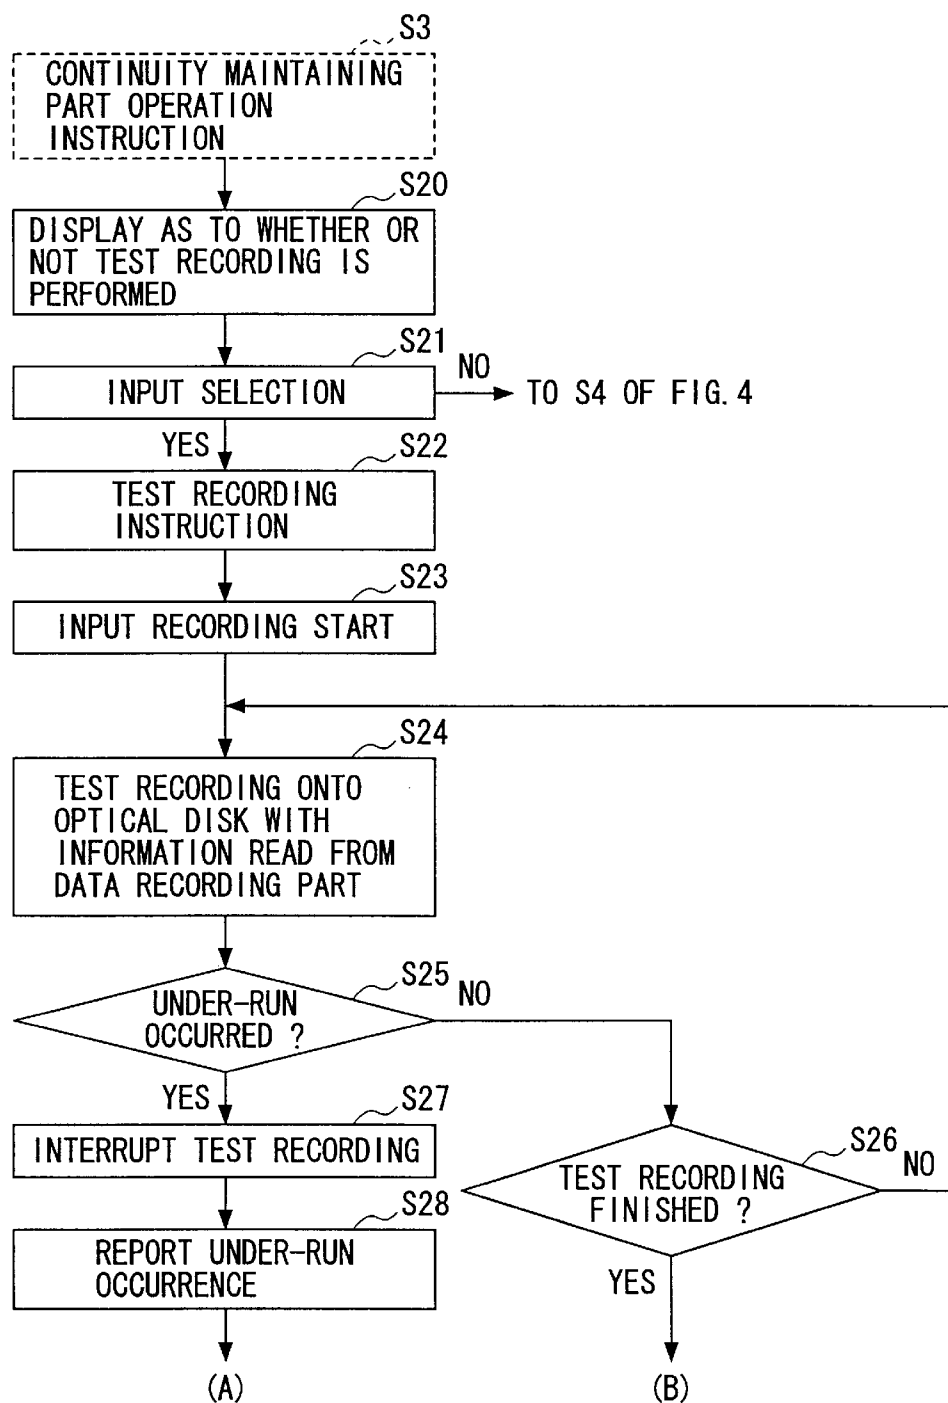 S3
CONTINUITY MAINTAINING
PART OPERATION
INSTRUCTION
S20
DISPLAY AS TO WHETHER OR
NOT TEST RECORDING IS
PERFORMED
S21
INPUT SELECTION
NO
TO S4 OF FIG. 4
YES
S22
TEST RECORDING
INSTRUCTION
S23
INPUT RECORDING START
S24
TEST RECORDING ONTO
OPTICAL DISK WITH
INFORMATION READ FROM
DATA RECORDING PART
S25
UNDER-RUN
OCCURRED ?
NO
YES
S27
INTERRUPT TEST RECORDING
S26
TEST RECORDING
FINISHED ?
NO
S28
REPORT UNDER-RUN
OCCURRENCE
YES
(A)
(B)